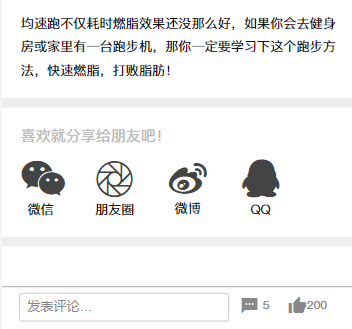 均速跑不仅耗时燃脂效果还没那么好，如果你会去健身
房或家里有一台跑步机，那你一定要学习下这个跑步方
法，快速燃脂，打败脂肪！
喜欢就分享给朋友吧！
微信 朋友圈 微博 QQ
发表评论... 5 200